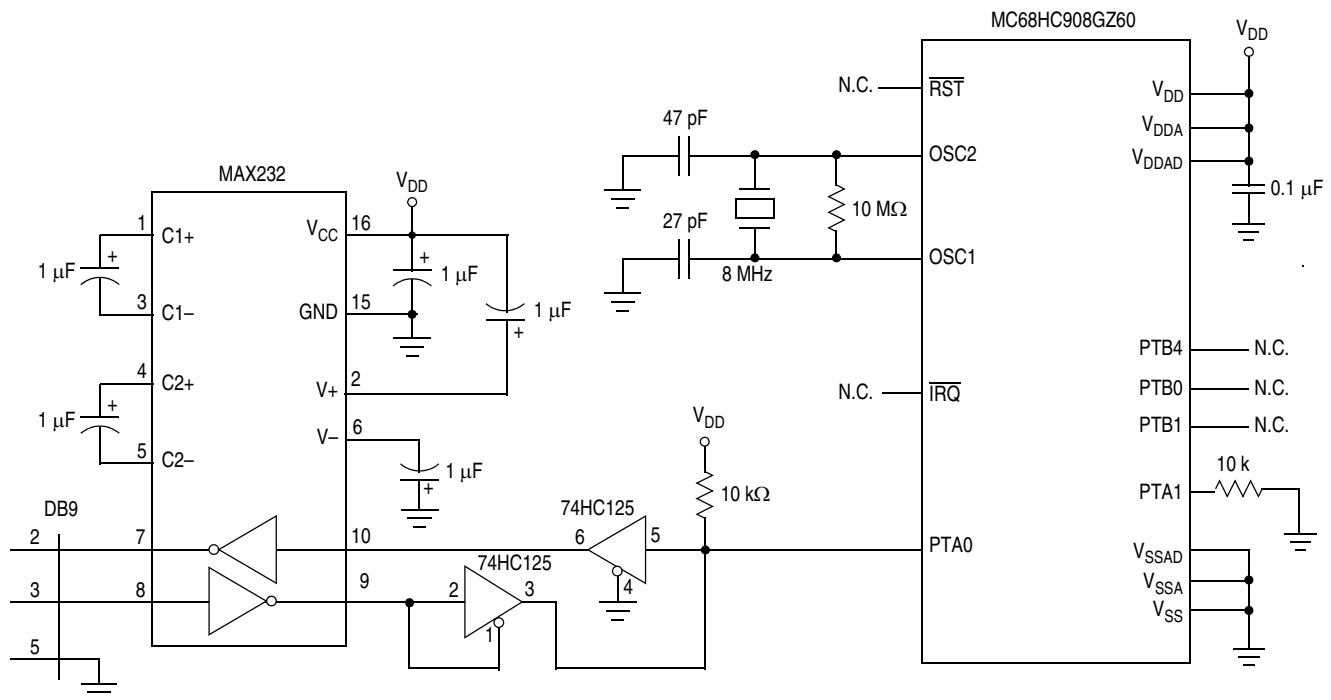 MC68HC908GZ60
VDD
N.C.
RST
VDD
47 pF
VDDA
OSC2
VDDAD
MAX232
0.1 µF
VDD
10 MΩ
1
C1+
VCC
16
27 pF
OSC1
1 µF
+
+
1 µF
8 MHz
3
C1–
GND
15
1 µF
+
PTB4
N.C.
4
C2+
V+
2
N.C.
IRQ
PTB0
N.C.
1 µF
+
VDD
PTB1
N.C.
V–
6
5
C2–
1 µF
+
10 k
PTA1
10 kΩ
DB9
74HC125
2
7
10
6
5
PTA0
VSSAD
74HC125
4
3
8
9
2
3
VSSA
1
VSS
5